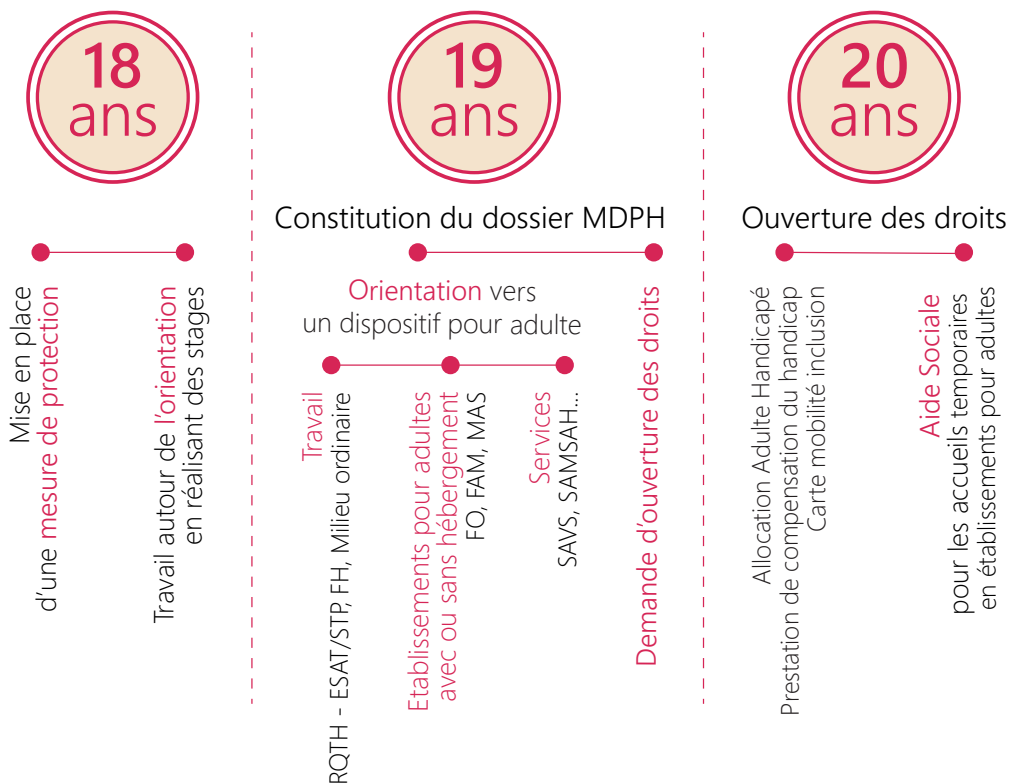 18
ans
Mise en place
d'une mesure de protection
Travail autour de l'orientation
en réalisant des stages
19
ans
Constitution du dossier MDPH
Orientation vers
un dispositif pour adulte
Travail
RQTH - ESAT/STP, FH, Milieu ordinaire
Etablissements pour adultes
avec ou sans hébergement
FO, FAM, MAS
Services
SAVS, SAMSAH...
Demande d'ouverture des droits
20
ans
Ouverture des droits
Allocation Adulte Handicapé
Prestation de compensation du handicap
Carte mobilité inclusion
Aide Sociale
pour les accueils temporaires
en établissements pour adultes